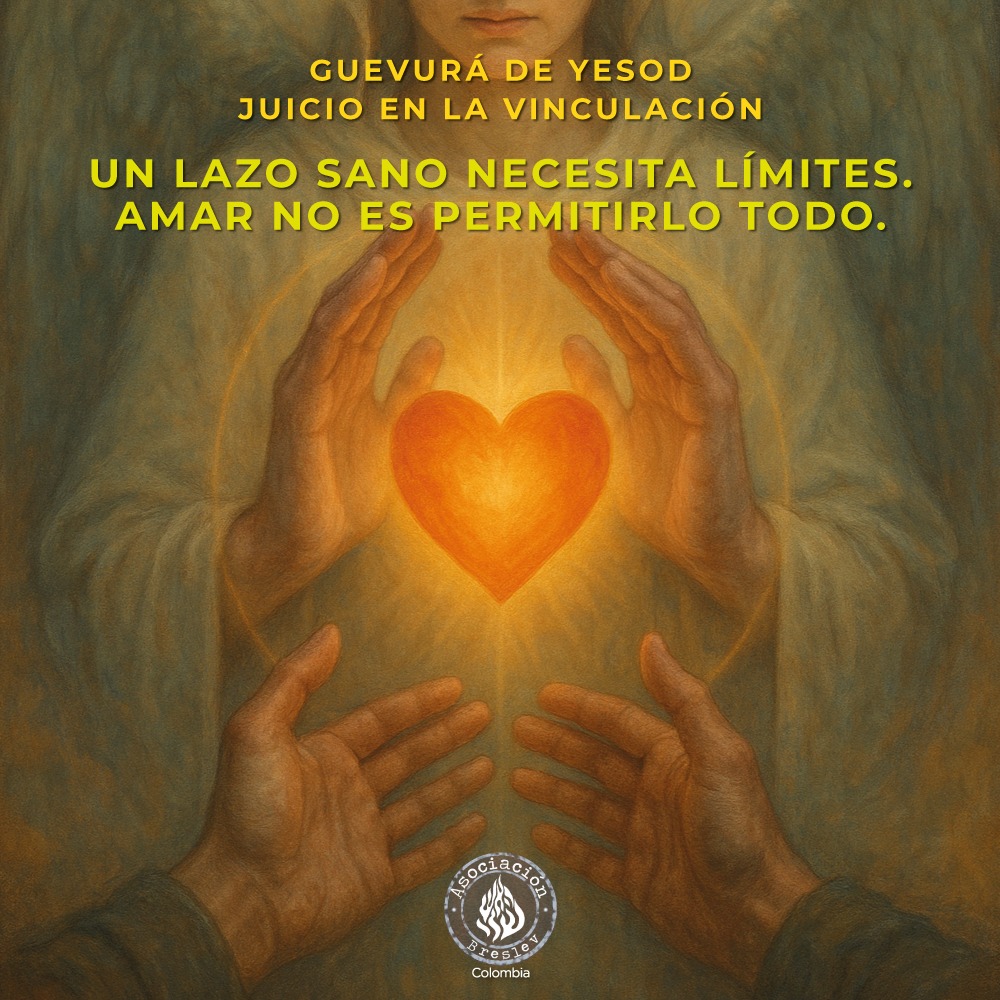 GUEVURÁ DE YESOD
JUICIO EN LA VINCULACIÓN
UN LAZO SANO NECESITA LÍMITES.
AMAR NO ES PERMITIRLO TODO.
Asociación
Breslev
Colombia